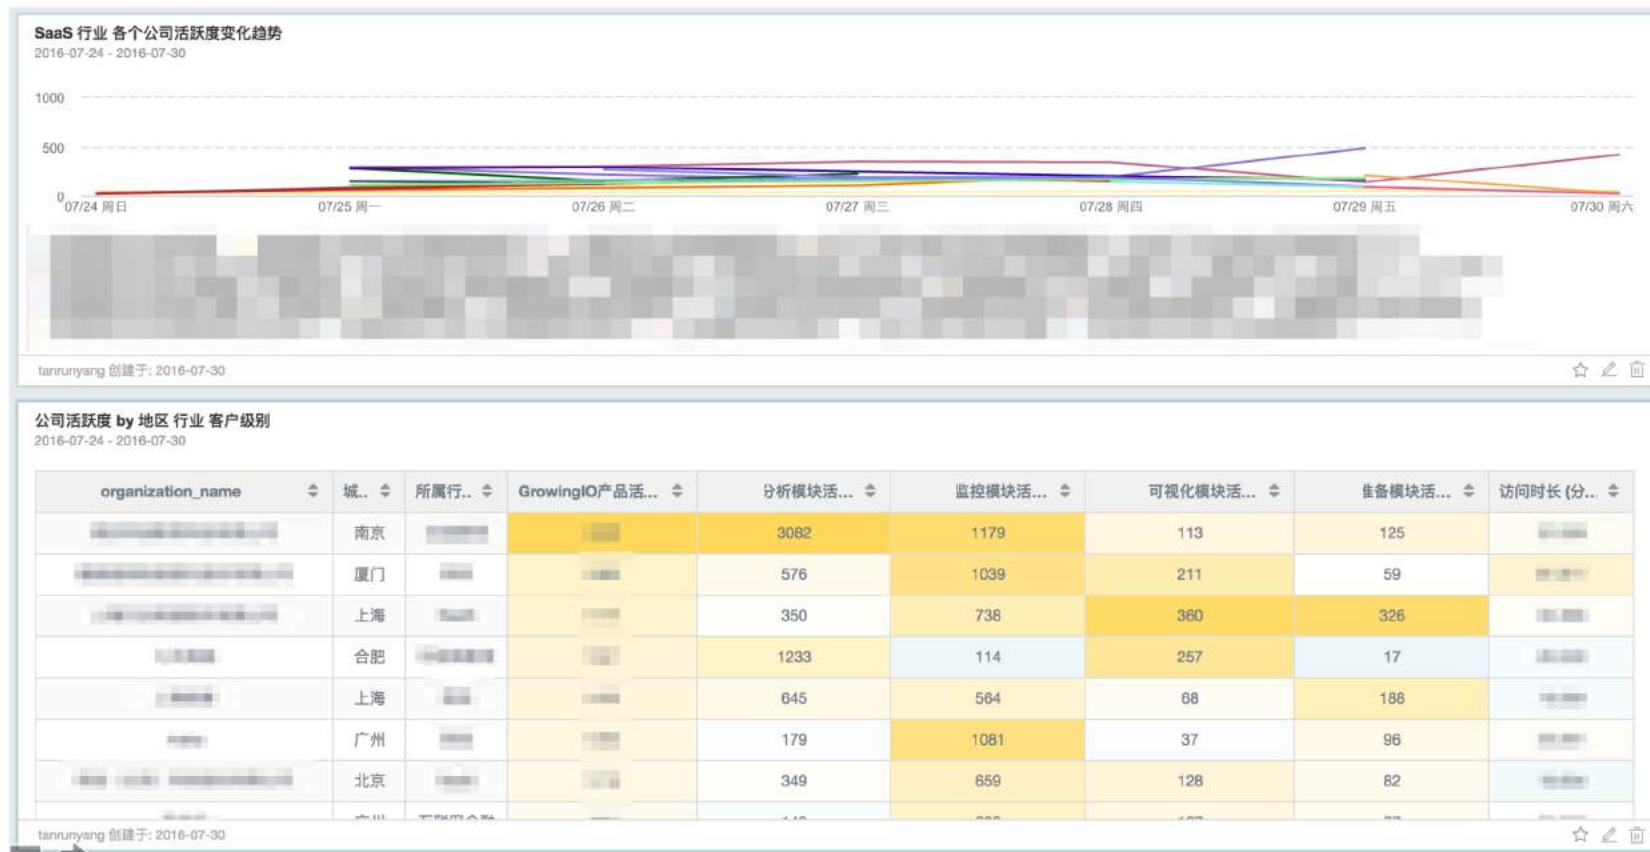 SaaS 行业 各个公司活跃度变化趋势
2016-07-24 - 2016-07-30
1000
500
0
07/24 周日 07/25 周一 07/26 周二 07/27 周三 07/28 周四 07/29 周五 07/30 周六
tanrunyang 创建于: 2016-07-30
公司活跃度 by 地区 行业 客户级别
2016-07-24 - 2016-07-30
organization_name 城.. 所属行.. GrowingIO产品活... 分析模块活... 监控模块活... 可视化模块活... 准备模块活... 访问时长 (分...
南京 3082 1179 113 125
厦门 576 1039 211 59
上海 350 738 360 326
合肥 1233 114 257 17
上海 645 564 68 188
广州 179 1081 37 96
北京 349 659 128 82
tanrunyang 创建于: 2016-07-30